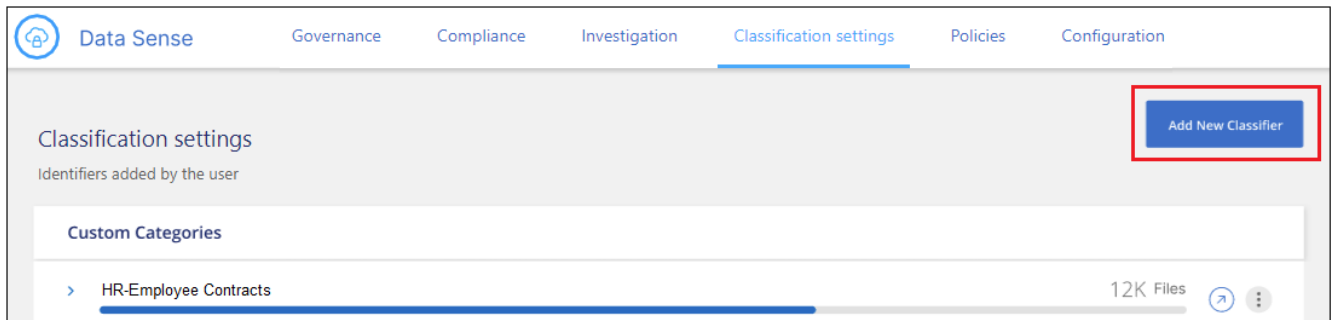 Data Sense Governance Compliance Investigation Classification settings Policies Configuration
Add New Classifier
Classification settings
Identifiers added by the user
Custom Categories
HR-Employee Contracts 12K Files